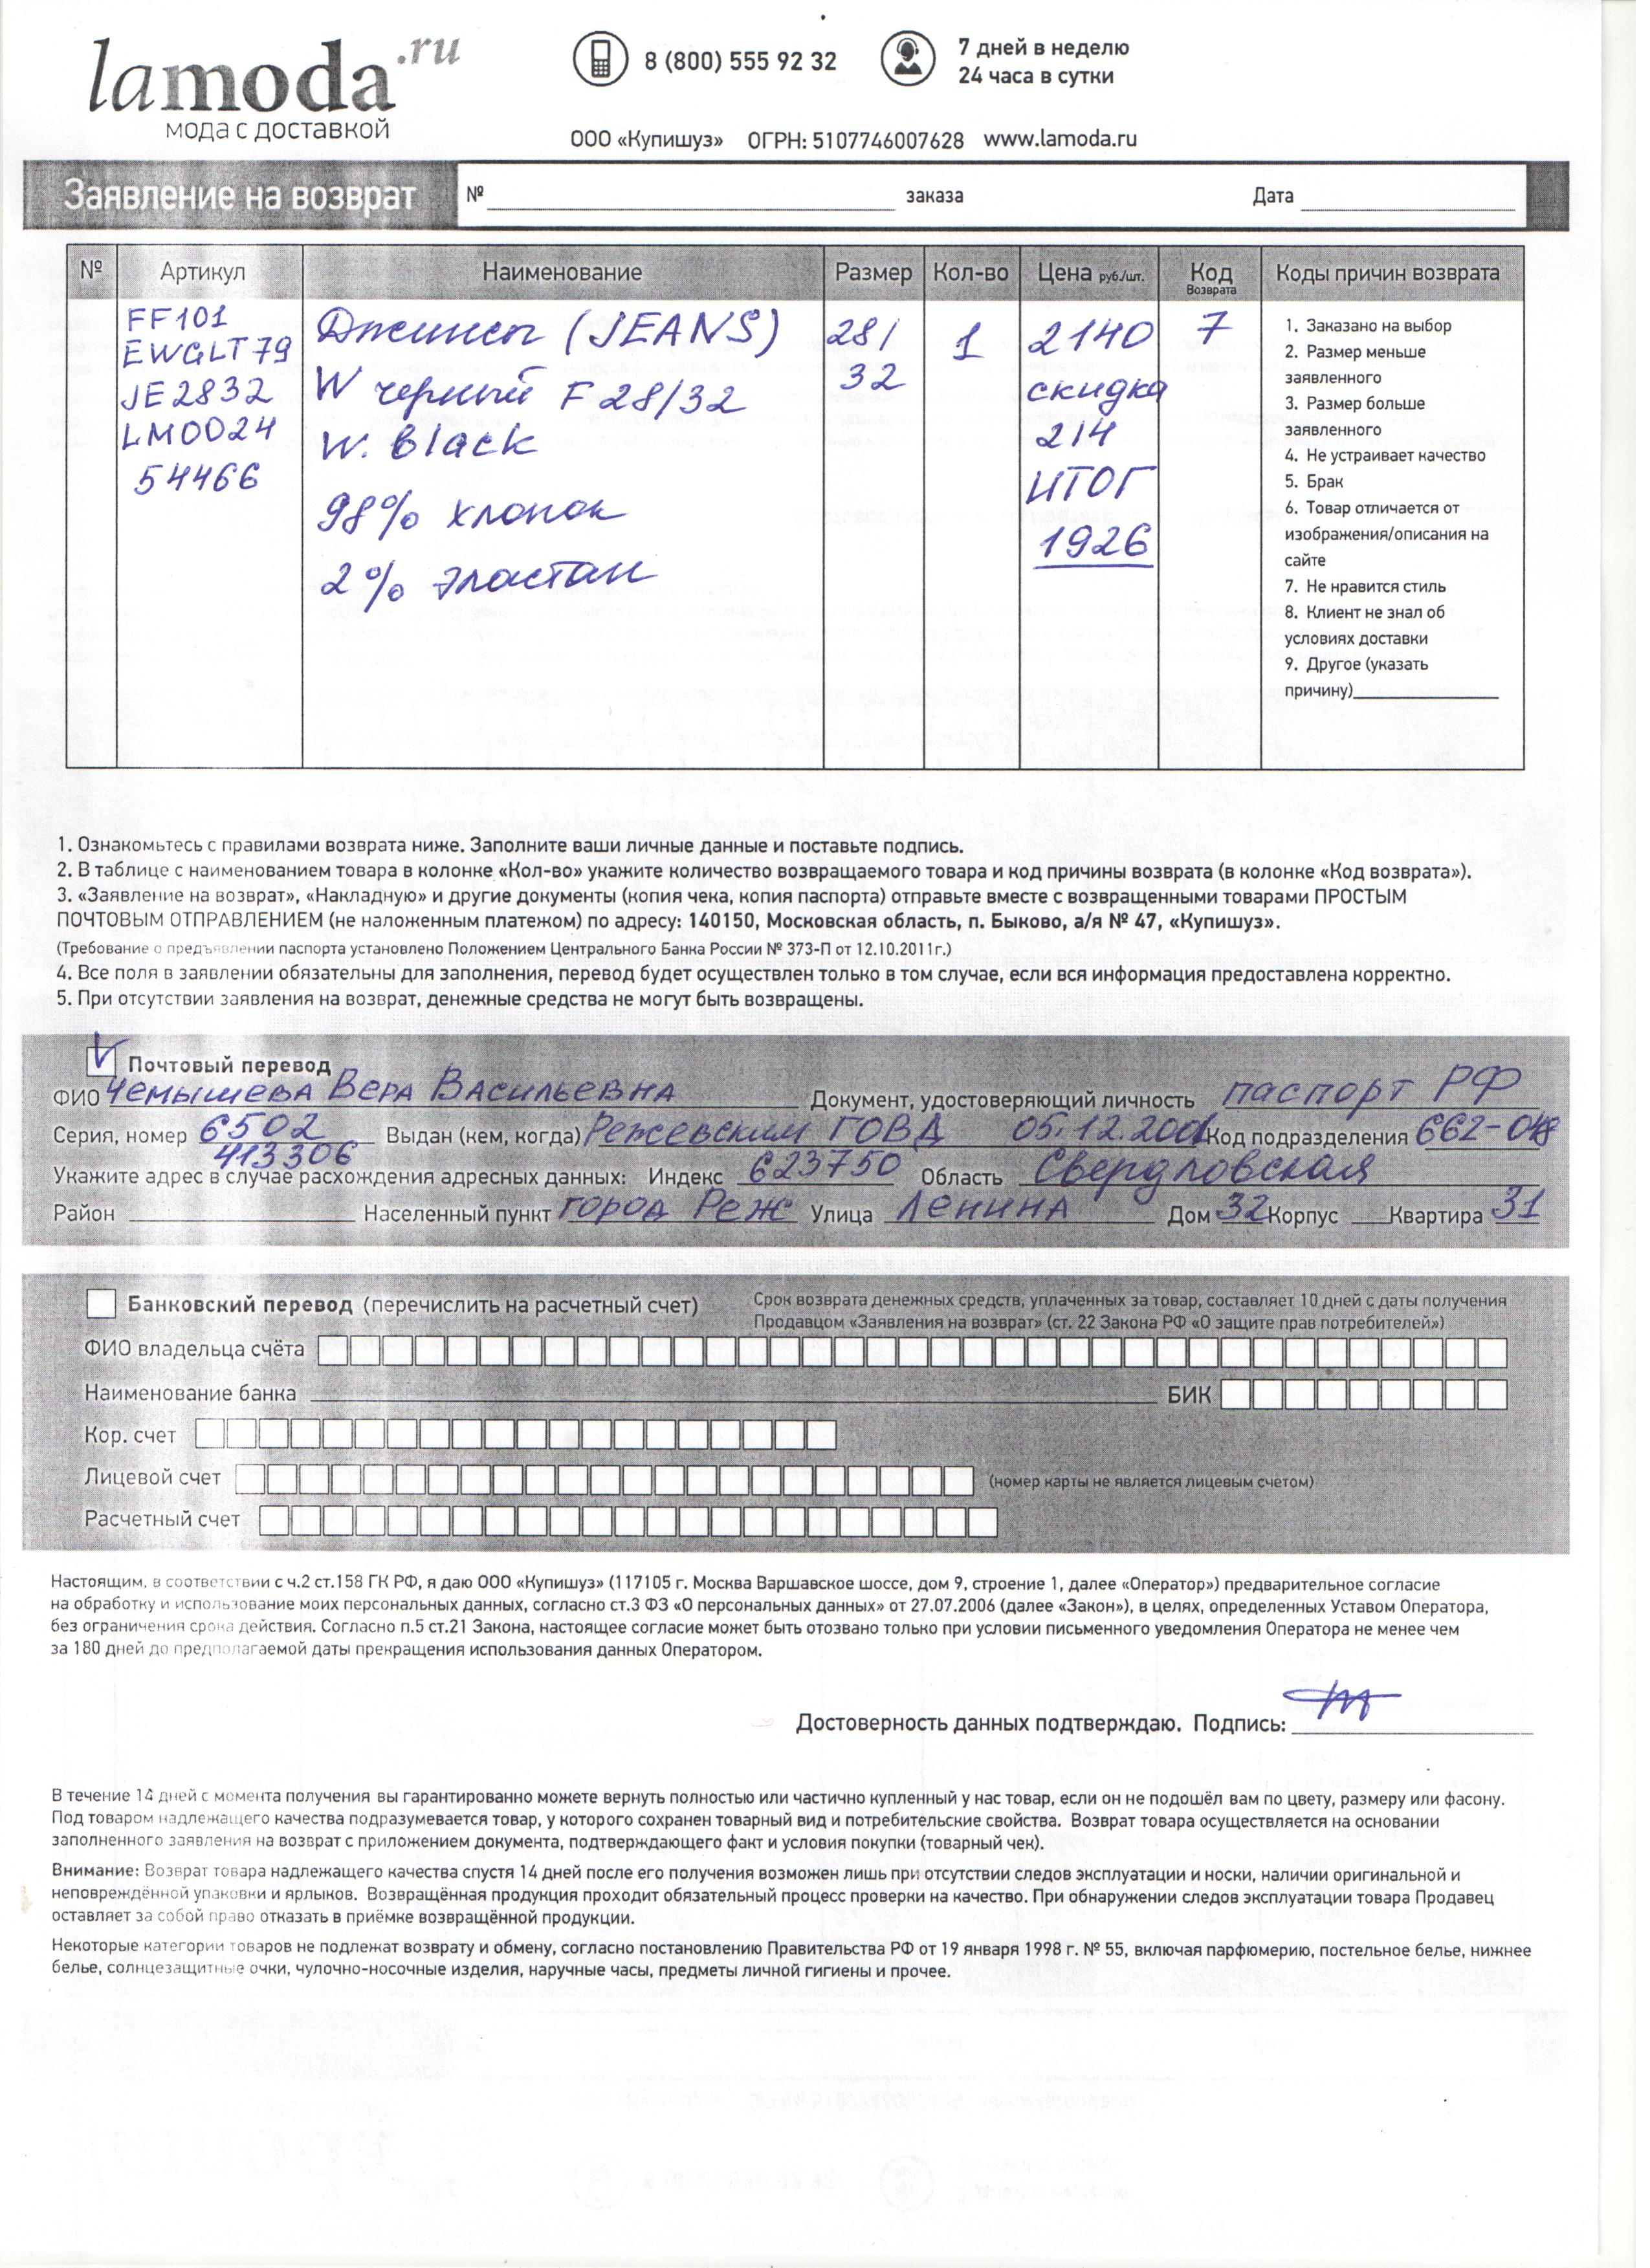 lamoda.ru
мода с доставкой
8 (800) 555 92 32
7 дней в неделю
24 часа в сутки
ООО «Купишуз» ОГРН: 5107746007628 www.lamoda.ru
Заявление на возврат № заказа Дата
№ Артикул Наименование Размер Кол-во Цена руб./шт. Код Возврата Коды причин возврата
FF101
EWGLT79
JE2832
LM0024
54466
Джинсы (JEANS)
W черный F 28/32
W. Black
98% хлопок
2% эластан
28/
32
1
2140
скидка
214
ИТОГ
1926
7
1. Заказано на выбор
2. Размер меньше
заявленного
3. Размер больше
заявленного
4. Не устраивает качество
5. Брак
6. Товар отличается от
изображения/описания на
сайте
7. Не нравится стиль
8. Клиент не знал об
условиях доставки
9. Другое (указать
причину)
1. Ознакомьтесь с правилами возврата ниже. Заполните ваши личные данные и поставьте подпись.
2. В таблице с наименованием товара в колонке «Кол-во» укажите количество возвращаемого товара и код причины возврата (в колонке «Код возврата»).
3. «Заявление на возврат», «Накладную» и другие документы (копия чека, копия паспорта) отправьте вместе с возвращенными товарами ПРОСТЫМ
ПОЧТОВЫМ ОТПРАВЛЕНИЕМ (не наложенным платежом) по адресу: 140150, Московская область, п. Быково, а/я № 47, «Купишуз».
(Требование о предъявлении паспорта установлено Положением Центрального Банка России № 373-П от 12.10.2011г.)
4. Все поля в заявлении обязательны для заполнения, перевод будет осуществлен только в том случае, если вся информация предоставлена корректно.
5. При отсутствии заявления на возврат, денежные средства не могут быть возвращены.
V Почтовый перевод
ФИО Чемышева Вера Васильевна Документ, удостоверяющий личность паспорт РФ
Серия, номер 6502 Выдан (кем, когда) Режевским ГОВД 05.12.2001 Код подразделения 662-048
413306
Укажите адрес в случае расхождения адресных данных: Индекс 623750 Область Свердловская
Район Населенный пункт город Реж Улица Ленина Дом 32 Корпус Квартира 31
Банковский перевод (перечислить на расчетный счет)
Срок возврата денежных средств, уплаченных за товар, составляет 10 дней с даты получения
Продавцом «Заявления на возврат» (ст. 22 Закона РФ «О защите прав потребителей»)
ФИО владельца счёта
Наименование банка БИК
Кор. счет
Лицевой счет (номер карты не является лицевым счётом)
Расчетный счет
Настоящим, в соответствии с ч.2 ст.158 ГК РФ, я даю ООО «Купишуз» (117105 г. Москва Варшавское шоссе, дом 9, строение 1, далее «Оператор») предварительное согласие
на обработку и использование моих персональных данных, согласно ст.3 ФЗ «О персональных данных» от 27.07.2006 (далее «Закон»), в целях, определенных Уставом Оператора,
без ограничения срока действия. Согласно п.5 ст.21 Закона, настоящее согласие может быть отозвано только при условии письменного уведомления Оператора не менее чем
за 180 дней до предполагаемой даты прекращения использования данных Оператором.
Достоверность данных подтверждаю. Подпись:
В течение 14 дней с момента получения вы гарантированно можете вернуть полностью или частично купленный у нас товар, если он не подошёл вам по цвету, размеру или фасону.
Под товаром надлежащего качества подразумевается товар, у которого сохранен товарный вид и потребительские свойства. Возврат товара осуществляется на основании
заполненного заявления на возврат с приложением документа, подтверждающего факт и условия покупки (товарный чек).
Внимание: Возврат товара надлежащего качества спустя 14 дней после его получения возможен лишь при отсутствии следов эксплуатации и носки, наличии оригинальной и
неповреждённой упаковки и ярлыков. Возвращённая продукция проходит обязательный процесс проверки на качество. При обнаружении следов эксплуатации товара Продавец
оставляет за собой право отказать в приёмке возвращённой продукции.
Некоторые категории товаров не подлежат возврату и обмену, согласно постановлению Правительства РФ от 19 января 1998 г. № 55, включая парфюмерию, постельное белье, нижнее
белье, солнцезащитные очки, чулочно-носочные изделия, наручные часы, предметы личной гигиены и прочее.